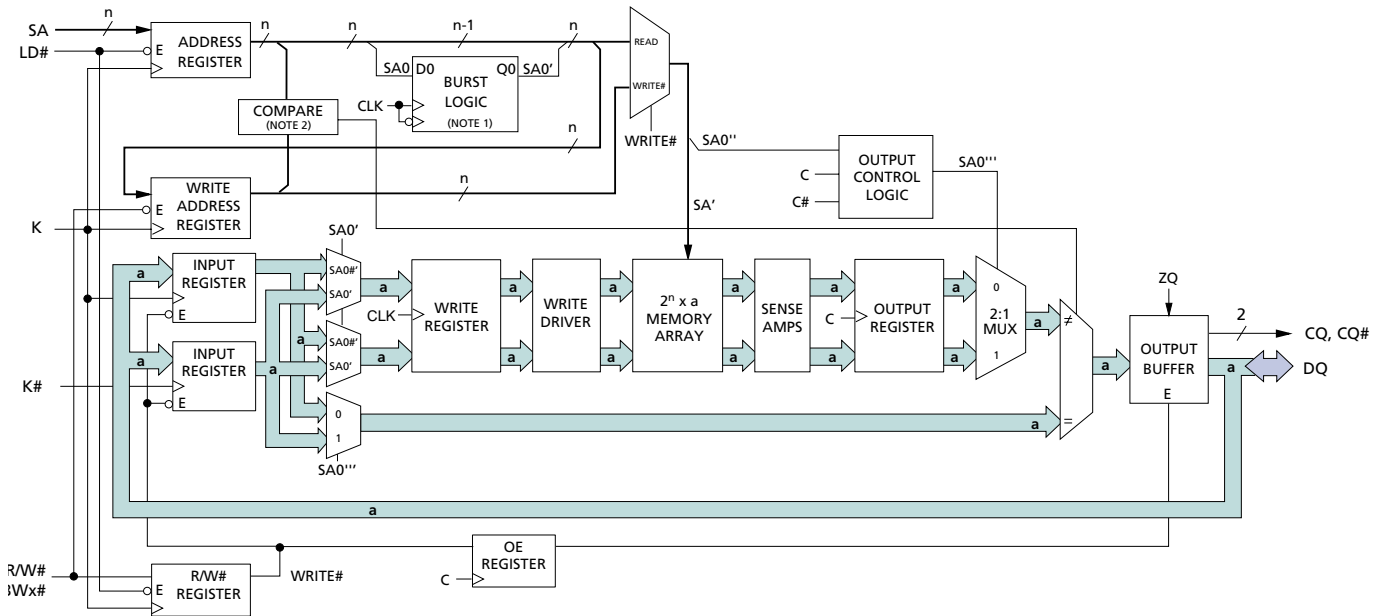 SA
n
LD#
E
ADDRESS
REGISTER
n
n
n-1
n
SA0
D0
Q0
SA0'
BURST
LOGIC
(NOTE 1)
CLK
COMPARE
(NOTE 2)
READ
WRITE#
WRITE#
n
n
SA0''
SA'
OUTPUT
CONTROL
LOGIC
C
C#
SA0'''
WRITE
ADDRESS
REGISTER
E
K
INPUT
REGISTER
E
a
SA0'
SA0#'
SA0'
a
CLK
WRITE
REGISTER
a
WRITE
DRIVER
a
2ⁿ x a
MEMORY
ARRAY
a
SENSE
AMPS
a
C
OUTPUT
REGISTER
a
0
2:1
MUX
1
a
≠
=
ZQ
OUTPUT
BUFFER
E
2
CQ, CQ#
DQ
a
a
K#
a
INPUT
REGISTER
E
a
a
SA0#'
SA0'
a
a
a
a
a
a
0
1
SA0'''
a
a
R/W#
BWx#
R/W#
REGISTER
E
WRITE#
OE
REGISTER
C